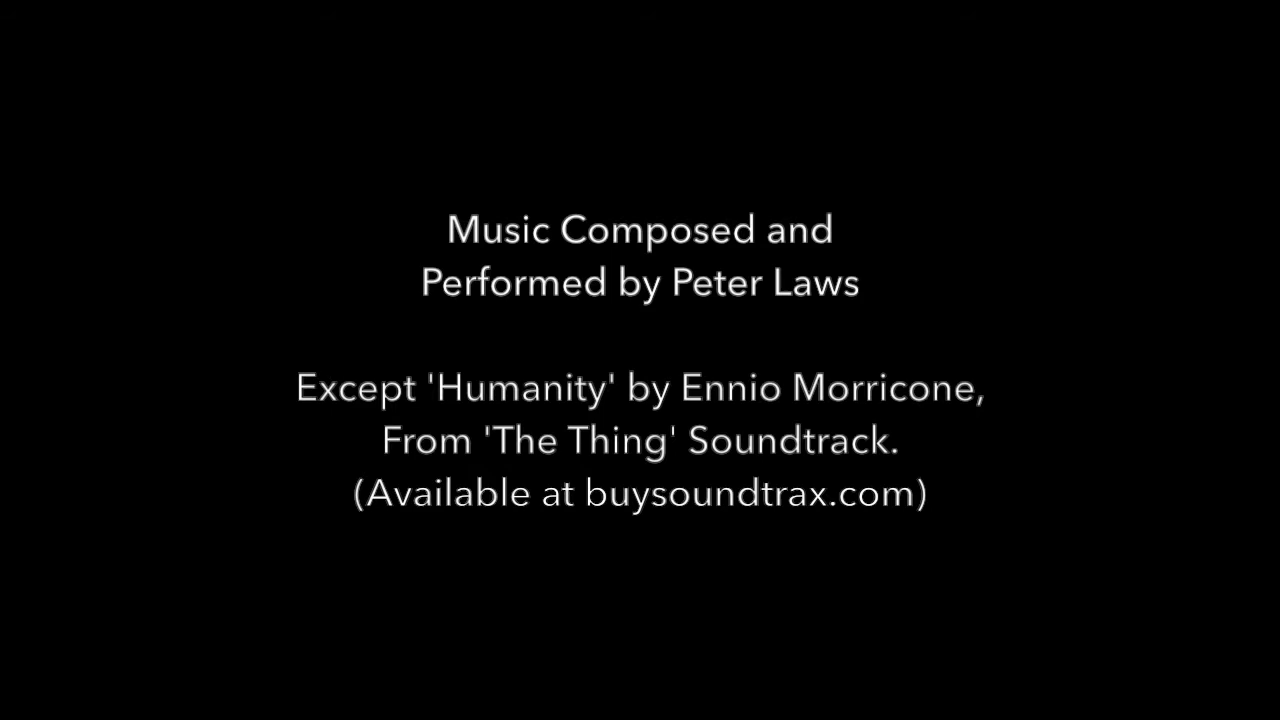 Music Composed and
Performed by Peter Laws
Except 'Humanity' by Ennio Morricone,
From 'The Thing' Soundtrack.
(Available at buysoundtrax.com)